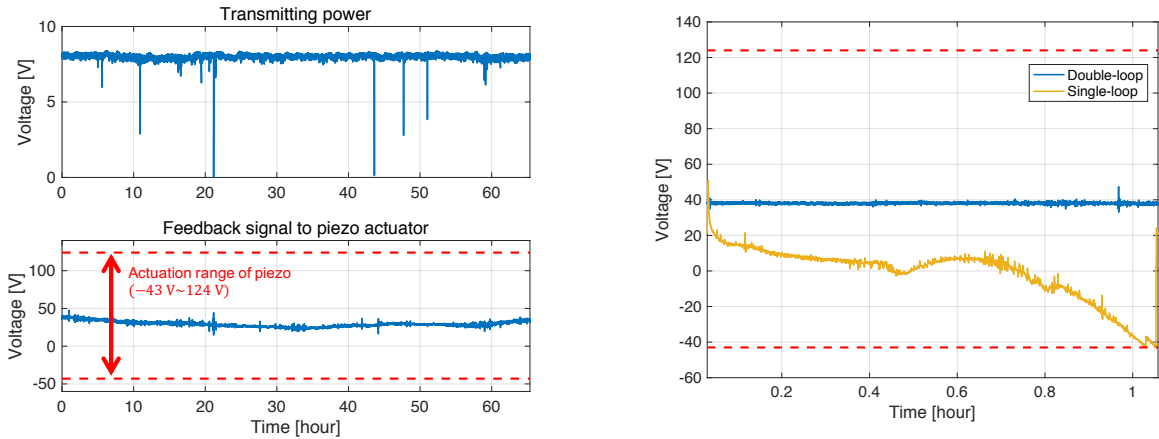 Transmitting power
10
5
0
Voltage [V]
0 10 20 30 40 50 60
Time [hour]
Feedback signal to piezo actuator
100
50
0
-50
Voltage [V]
Actuation range of piezo
(−43 V~124 V)
0 10 20 30 40 50 60
Time [hour]
140
120
100
80
60
40
20
0
-20
-40
-60
Voltage [V]
Double-loop
Single-loop
0.2 0.4 0.6 0.8 1
Time [hour]